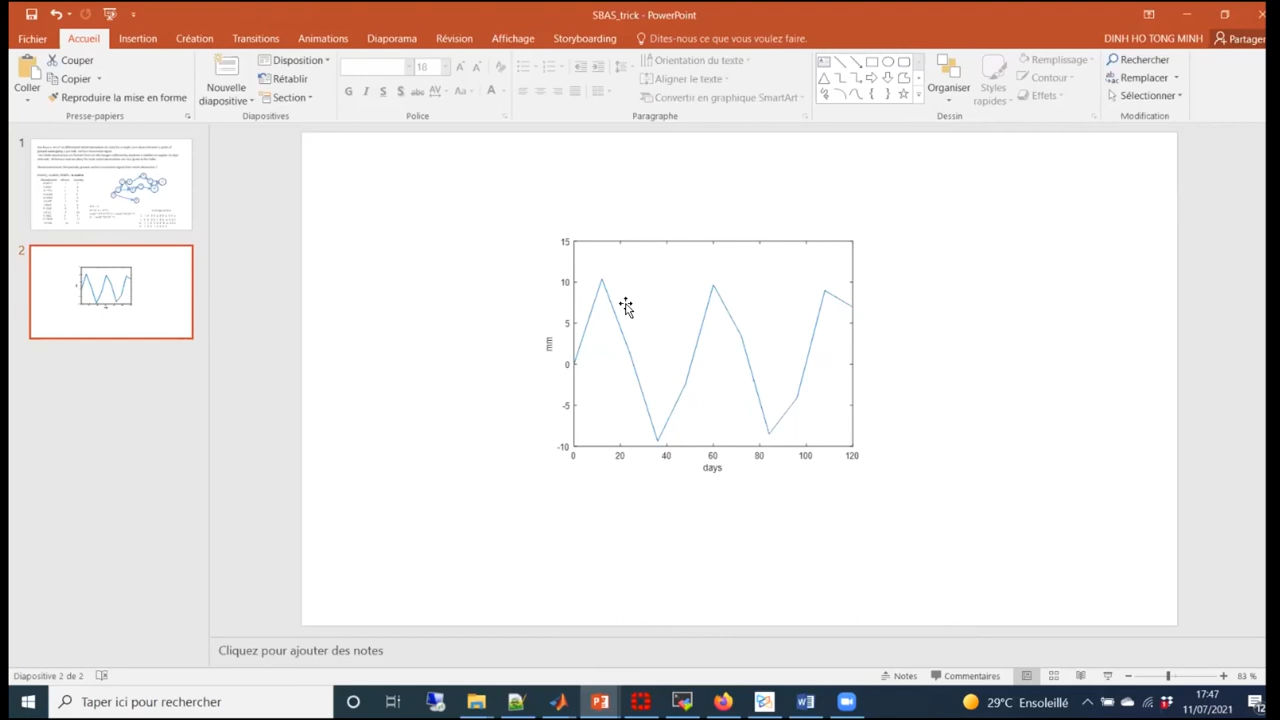 SBAS_trick - PowerPoint
Fichier Accueil Insertion Création Transitions Animations Diaporama Révision Affichage Storyboarding Dites-nous ce que vous voulez faire. DINH HO TONG MINH Partager
Coller
Couper
Copier
Reproduire la mise en forme
Presse-papiers
Nouvelle
diapositive
Disposition
Rétablir
Section
Diapositives
18
G I S S abc AV Aa A
Police
Orientation du texte
Aligner le texte
Convertir en graphique SmartArt
Paragraphe
Organiser
Styles
rapides
Remplissage
Contour
Effets
Dessin
Rechercher
Remplacer
Sélectionner
Modification
1
2
15
10
5
0
-5
-10
mm
0 20 40 60 80 100 120
days
Cliquez pour ajouter des notes
Diapositive 2 de 2 Notes Commentaires 83 %
Taper ici pour rechercher
29°C Ensoleillé
17:47
11/07/2021
12